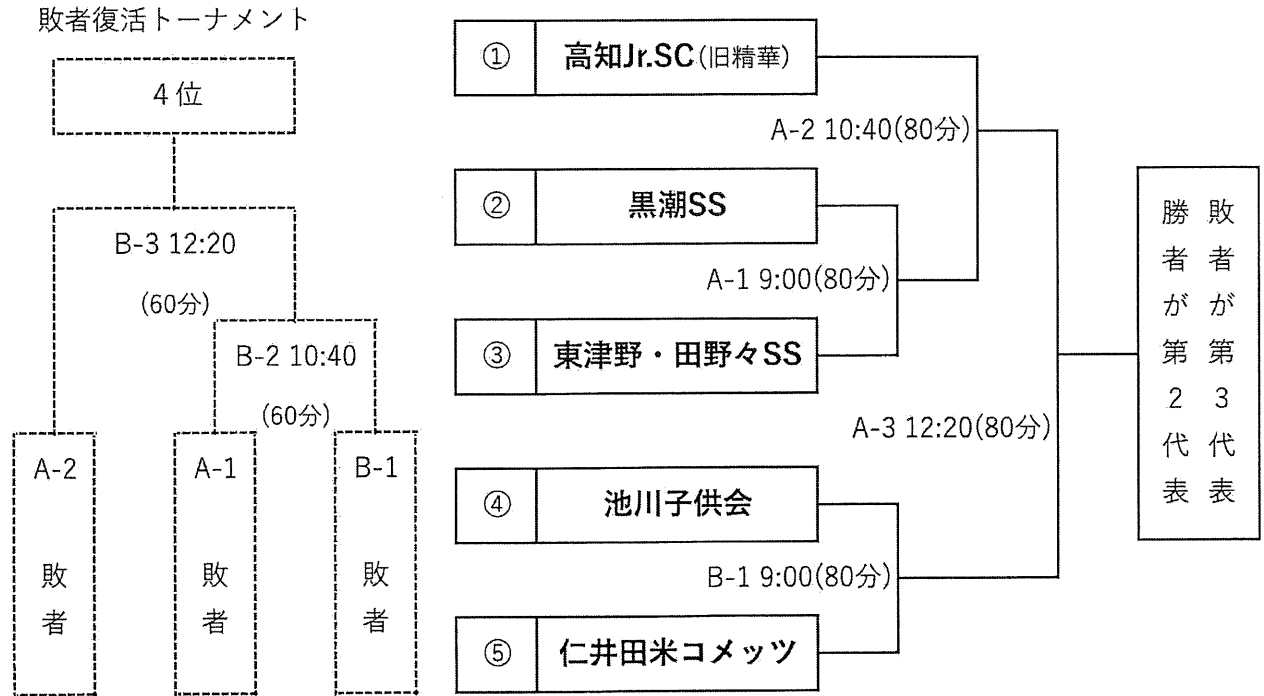 敗者復活トーナメント
4位
B-3 12:20
(60分)
B-2 10:40
(60分)
A-2
敗者
A-1
敗者
B-1
敗者
① 高知Jr.SC(旧精華)
A-2 10:40(80分)
② 黒潮SS
A-1 9:00(80分)
③ 東津野・田野々SS
A-3 12:20(80分)
④ 池川子供会
B-1 9:00(80分)
⑤ 仁井田米コメッツ
敗者が第3代表
勝者が第2代表